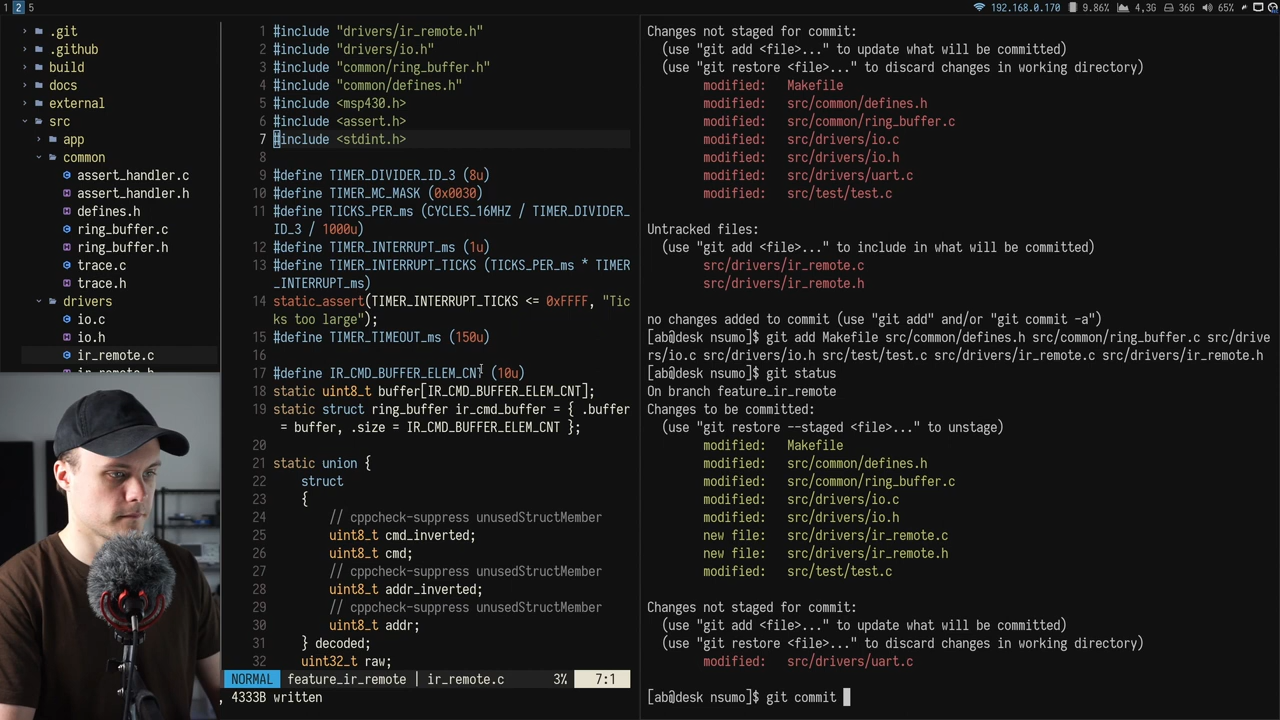 1 2 5
192.168.0.170 9.86% 4,3G 36G 65%
.git
.github
build
docs
external
src
app
common
assert_handler.c
assert_handler.h
defines.h
ring_buffer.c
ring_buffer.h
trace.c
trace.h
drivers
io.c
io.h
ir_remote.c
1 #include "drivers/ir_remote.h"
2 #include "drivers/io.h"
3 #include "common/ring_buffer.h"
4 #include "common/defines.h"
5 #include <msp430.h>
6 #include <assert.h>
7 #include <stdint.h>
8
9 #define TIMER_DIVIDER_ID_3 (8u)
10 #define TIMER_MC_MASK (0x0030)
11 #define TICKS_PER_ms (CYCLES_16MHZ / TIMER_DIVIDER_
ID_3 / 1000u)
12 #define TIMER_INTERRUPT_ms (1u)
13 #define TIMER_INTERRUPT_TICKS (TICKS_PER_ms * TIMER
_INTERRUPT_ms)
14 static_assert(TIMER_INTERRUPT_TICKS <= 0xFFFF, "Tic
ks too large");
15 #define TIMER_TIMEOUT_ms (150u)
16
17 #define IR_CMD_BUFFER_ELEM_CNT (10u)
18 static uint8_t buffer[IR_CMD_BUFFER_ELEM_CNT];
19 static struct ring_buffer ir_cmd_buffer = { .buffer
= buffer, .size = IR_CMD_BUFFER_ELEM_CNT };
20
21 static union {
22 struct
23 {
24 // cppcheck-suppress unusedStructMember
25 uint8_t cmd_inverted;
26 uint8_t cmd;
27 // cppcheck-suppress unusedStructMember
28 uint8_t addr_inverted;
29 // cppcheck-suppress unusedStructMember
30 uint8_t addr;
31 } decoded;
32 uint32_t raw;
NORMAL feature_ir_remote | ir_remote.c 3% 7:1
, 4333B written
Changes not staged for commit:
(use "git add <file>..." to update what will be committed)
(use "git restore <file>..." to discard changes in working directory)
modified: Makefile
modified: src/common/defines.h
modified: src/common/ring_buffer.c
modified: src/drivers/io.c
modified: src/drivers/io.h
modified: src/drivers/uart.c
modified: src/test/test.c
Untracked files:
(use "git add <file>..." to include in what will be committed)
src/drivers/ir_remote.c
src/drivers/ir_remote.h
no changes added to commit (use "git add" and/or "git commit -a")
[ab@desk nsumo]$ git add Makefile src/common/defines.h src/common/ring_buffer.c src/drive
rs/io.c src/drivers/io.h src/test/test.c src/drivers/ir_remote.c src/drivers/ir_remote.h
[ab@desk nsumo]$ git status
On branch feature_ir_remote
Changes to be committed:
(use "git restore --staged <file>..." to unstage)
modified: Makefile
modified: src/common/defines.h
modified: src/common/ring_buffer.c
modified: src/drivers/io.c
modified: src/drivers/io.h
new file: src/drivers/ir_remote.c
new file: src/drivers/ir_remote.h
modified: src/test/test.c
Changes not staged for commit:
(use "git add <file>..." to update what will be committed)
(use "git restore <file>..." to discard changes in working directory)
modified: src/drivers/uart.c
[ab@desk nsumo]$ git commit